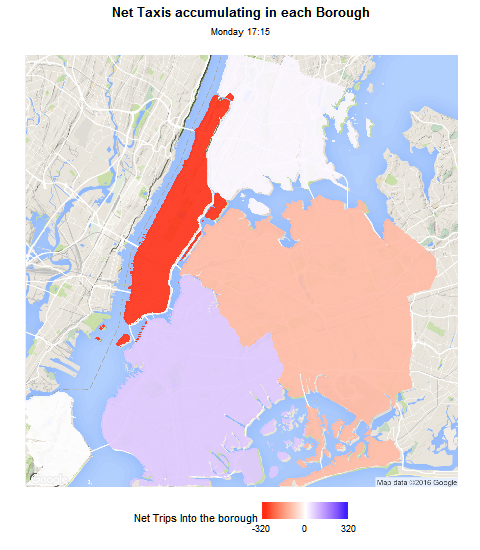 Net Taxis accumulating in each Borough
Monday 17:15
Map data ©2016 Google
Net Trips Into the borough
-320 0 320